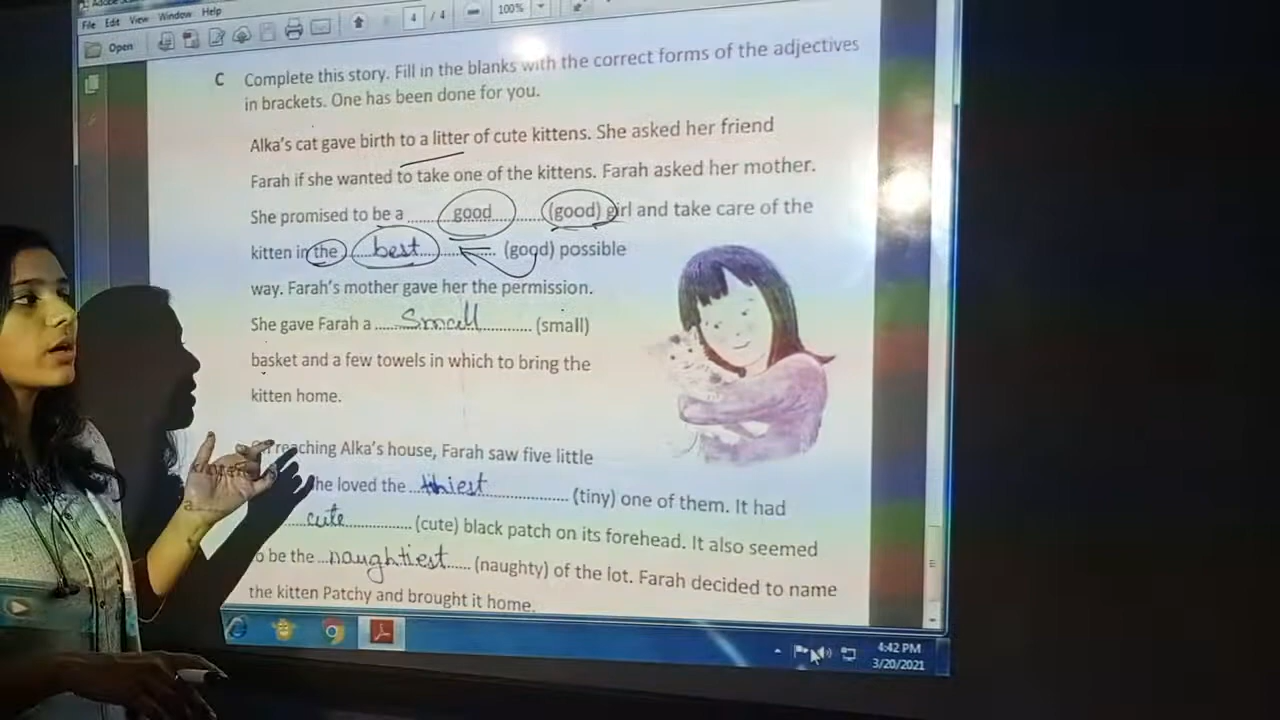 File Edit View Window Help
Open 4 / 4 100%
C Complete this story. Fill in the blanks with the correct forms of the adjectives
in brackets. One has been done for you.
Alka's cat gave birth to a litter of cute kittens. She asked her friend
Farah if she wanted to take one of the kittens. Farah asked her mother.
She promised to be a ......good...... (good) girl and take care of the
kitten in the ...best... (good) possible
way. Farah's mother gave her the permission.
She gave Farah a ...Small... (small)
basket and a few towels in which to bring the
kitten home.
reaching Alka's house, Farah saw five little
he loved the ...tiniest... (tiny) one of them. It had
...cute... (cute) black patch on its forehead. It also seemed
o be the ...naughtiest... (naughty) of the lot. Farah decided to name
the kitten Patchy and brought it home.
4:42 PM
3/20/2021